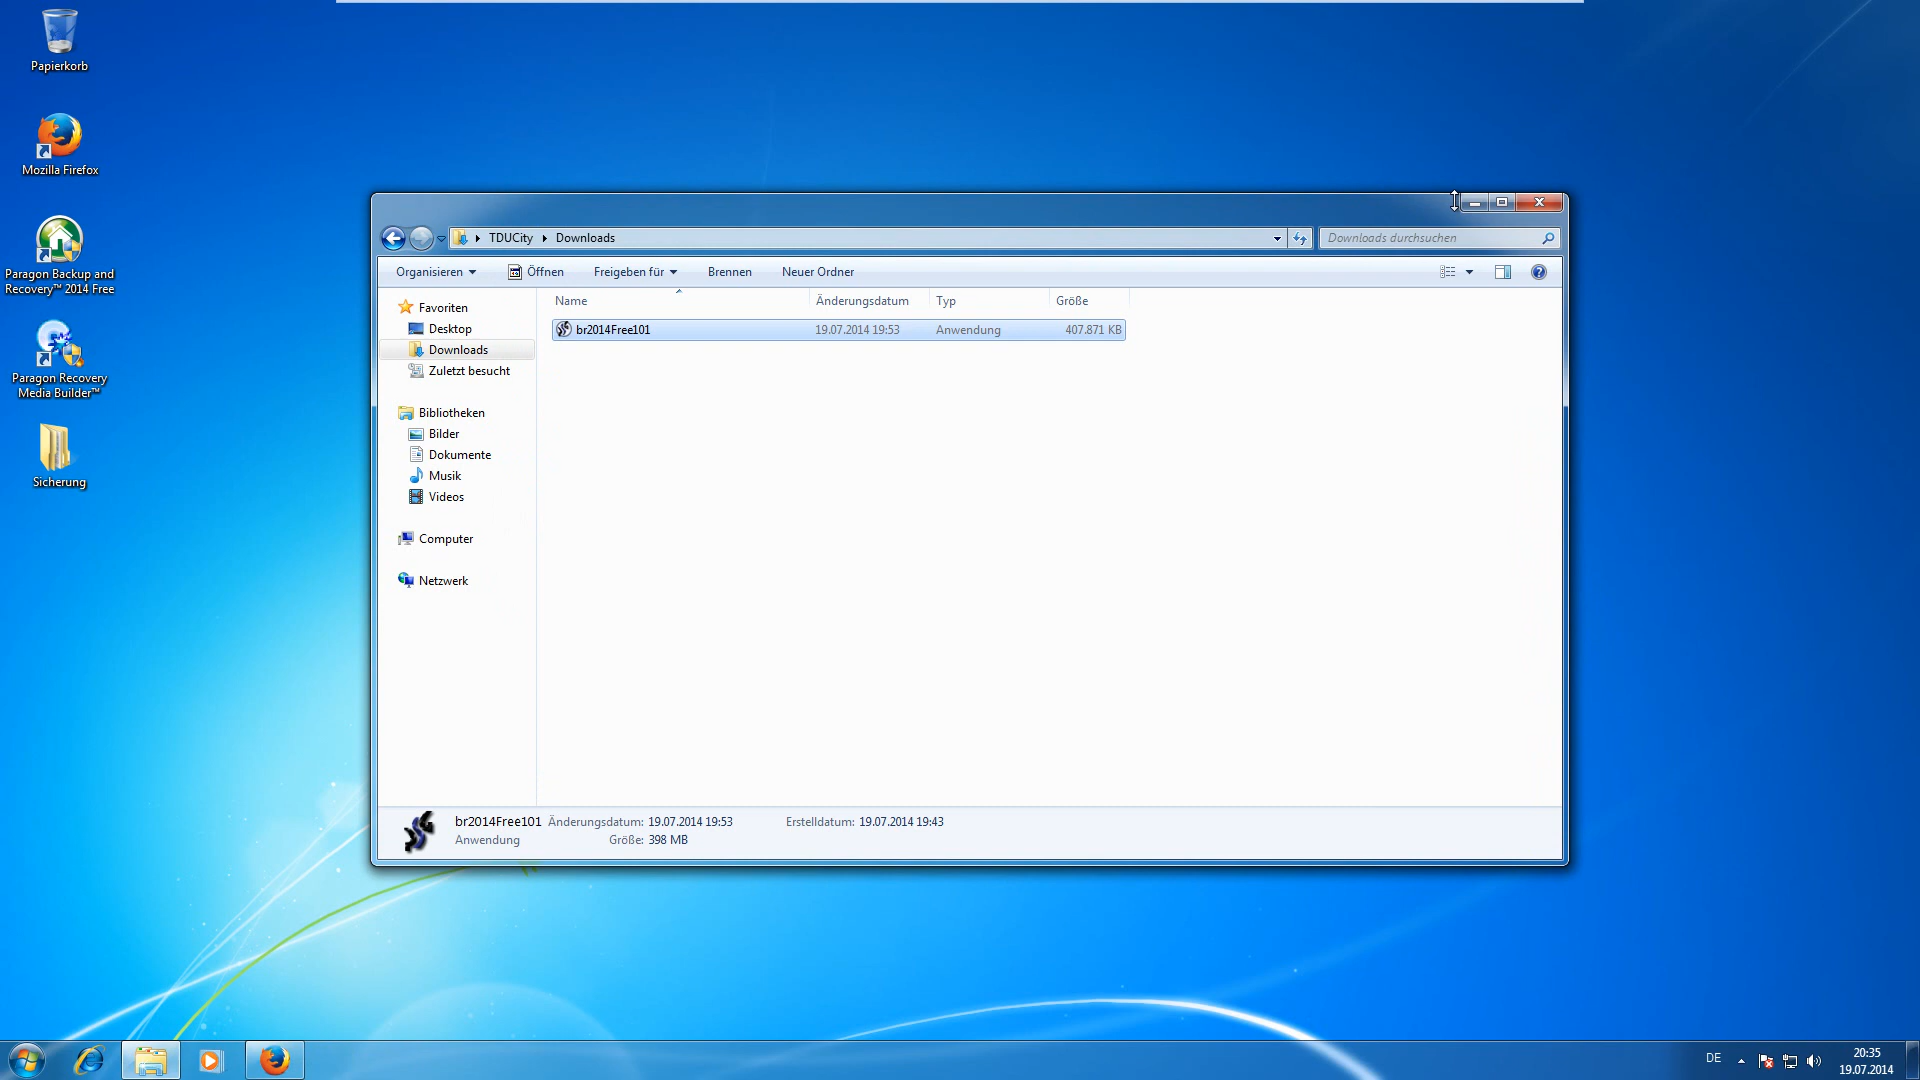 Papierkorb
Mozilla Firefox
Paragon Backup and
Recovery™ 2014 Free
Paragon Recovery
Media Builder™
Sicherung
TDUCity Downloads
Downloads durchsuchen
Organisieren Öffnen Freigeben für Brennen Neuer Ordner
Favoriten
Desktop
Downloads
Zuletzt besucht
Bibliotheken
Bilder
Dokumente
Musik
Videos
Computer
Netzwerk
Name Änderungsdatum Typ Größe
br2014Free101 19.07.2014 19:53 Anwendung 407.871 KB
br2014Free101 Änderungsdatum: 19.07.2014 19:53 Erstelldatum: 19.07.2014 19:43
Anwendung Größe: 398 MB
DE
20:35
19.07.2014